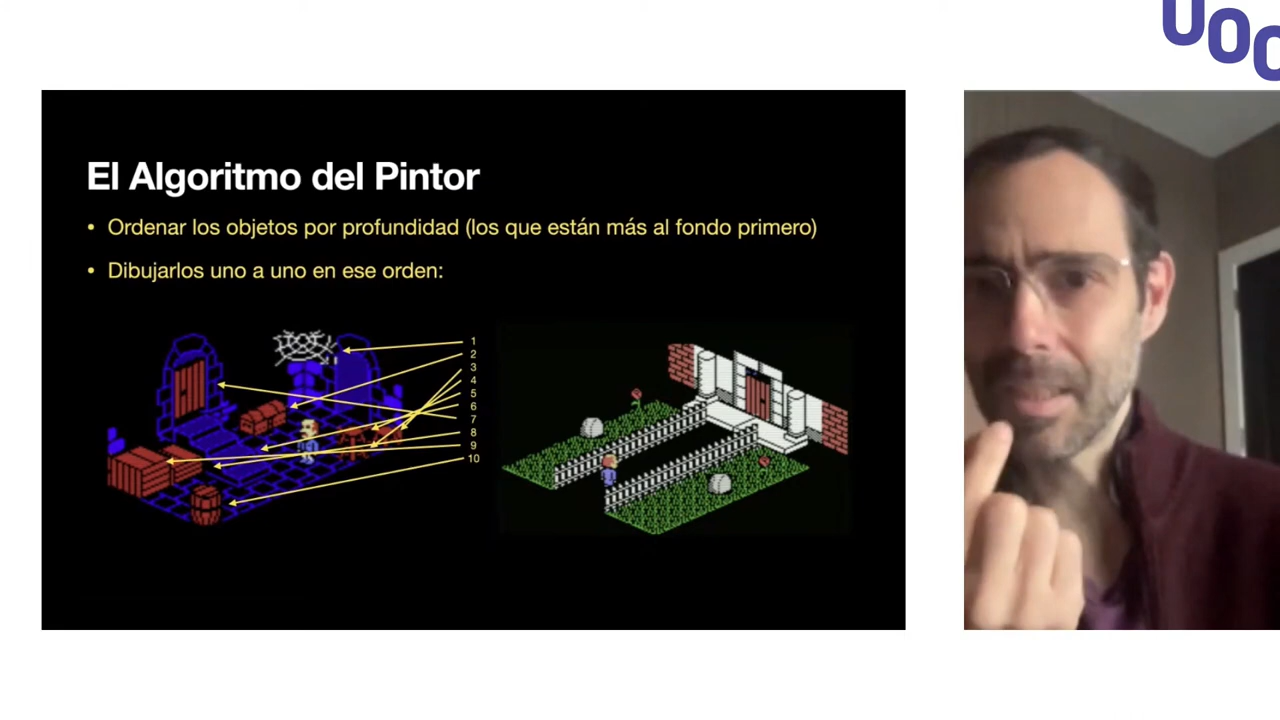 UOC
El Algoritmo del Pintor
• Ordenar los objetos por profundidad (los que están más al fondo primero)
• Dibujarlos uno a uno en ese orden:
1
2
3
4
5
6
7
8
9
10